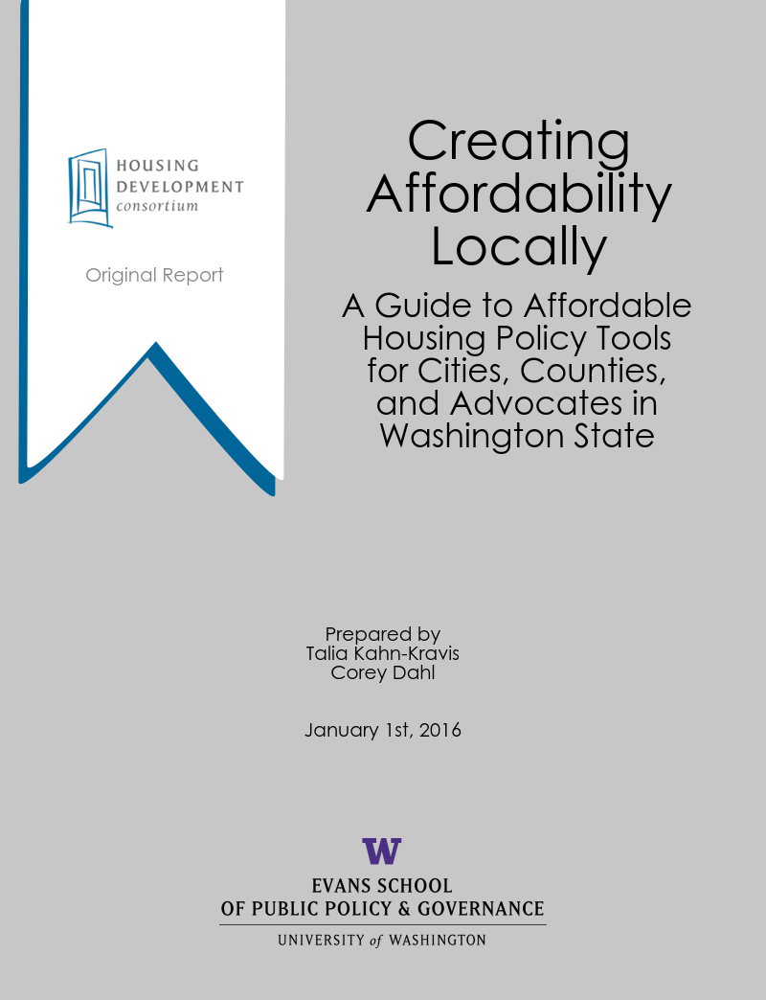 HOUSING
DEVELOPMENT
consortium
Original Report
Creating
Affordability
Locally
A Guide to Affordable
Housing Policy Tools
for Cities, Counties,
and Advocates in
Washington State
Prepared by
Talia Kahn-Kravis
Corey Dahl
January 1st, 2016
W
EVANS SCHOOL
OF PUBLIC POLICY & GOVERNANCE
UNIVERSITY of WASHINGTON